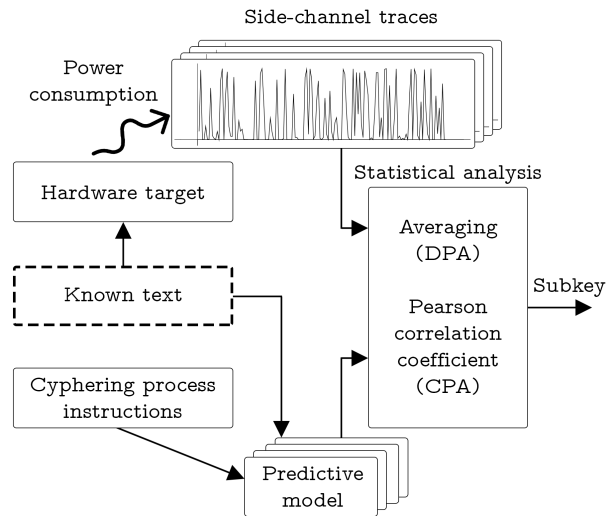 Side-channel traces
Power
consumption
Hardware target
Statistical analysis
Averaging
(DPA)
Known text
Subkey
Pearson
correlation
coefficient
(CPA)
Cyphering process
instructions
Predictive
model